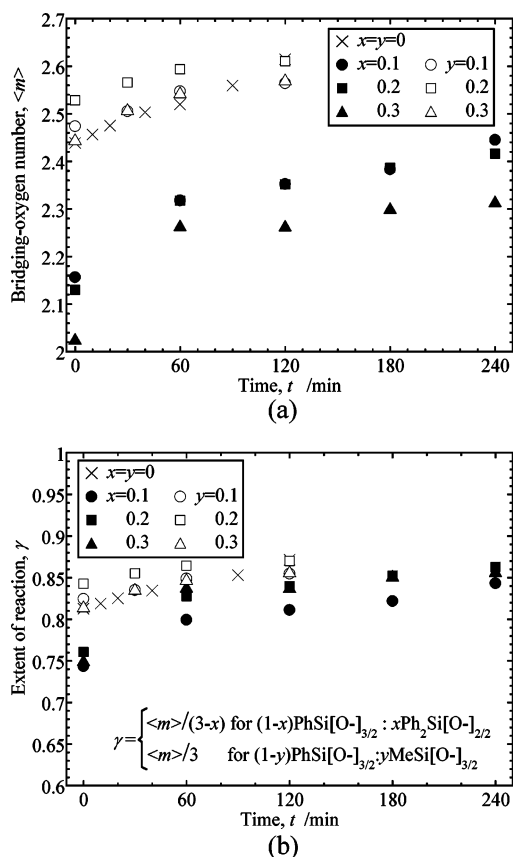 x=y=0
x=0.1 y=0.1
0.2 0.2
0.3 0.3
Bridging-oxygen number, <m>
2.7
2.6
2.5
2.4
2.3
2.2
2.1
2
0 60 120 180 240
Time, t /min
(a)
x=y=0
x=0.1 y=0.1
0.2 0.2
0.3 0.3
Extent of reaction, γ
1
0.95
0.9
0.85
0.8
0.75
0.7
0.65
0.6
γ={<m>/(3-x) for (1-x)PhSi[O-]3/2 : xPh2Si[O-]2/2
<m>/3 for (1-y)PhSi[O-]3/2:yMeSi[O-]3/2
0 60 120 180 240
Time, t /min
(b)